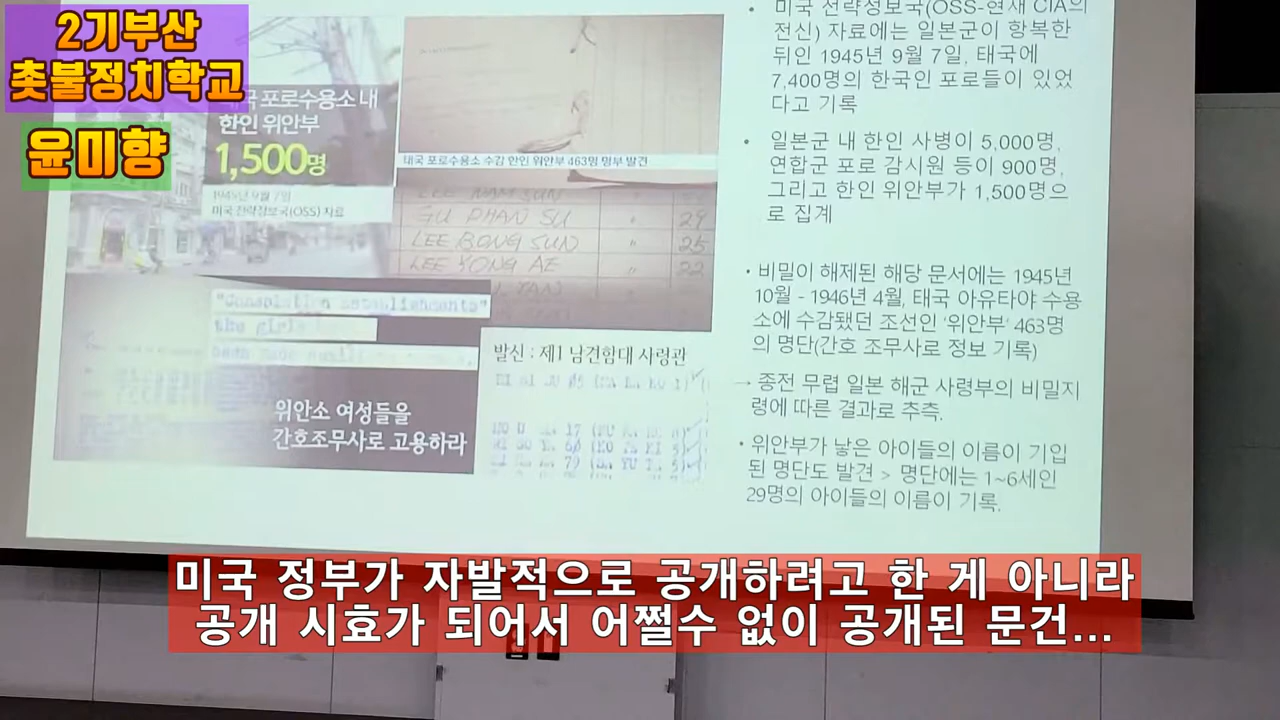 2기부산
촛불정치학교
윤미향
태국 포로수용소 내
한인 위안부
1,500명
1945년 9월 7일
미국 전략정보국(OSS) 자료
태국 포로수용소 수감 한인 위안부 463명 명부 발견
LEE NAM SUN
GU PHAN SU 〃 29
LEE BONG SUN 〃 25
LEE YONG AE 〃 22
"Consolation establishments"
the girls
위안소 여성들을
간호조무사로 고용하라
발신 : 제1 남견함대 사령관
• 미국 전략정보국(OSS-현재 CIA의
전신) 자료에는 일본군이 항복한
뒤인 1945년 9월 7일, 태국에
7,400명의 한국인 포로들이 있었
다고 기록
• 일본군 내 한인 사병이 5,000명,
연합군 포로 감시원 등이 900명,
그리고 한인 위안부가 1,500명으
로 집계
• 비밀이 해제된 해당 문서에는 1945년
10월 - 1946년 4월, 태국 아유타야 수용
소에 수감됐던 조선인 '위안부' 463명
의 명단(간호 조무사로 정보 기록)
→ 종전 무렵 일본 해군 사령부의 비밀지
령에 따른 결과로 추측.
• 위안부가 낳은 아이들의 이름이 기입
된 명단도 발견 > 명단에는 1~6세인
29명의 아이들의 이름이 기록.
미국 정부가 자발적으로 공개하려고 한 게 아니라
공개 시효가 되어서 어쩔수 없이 공개된 문건...